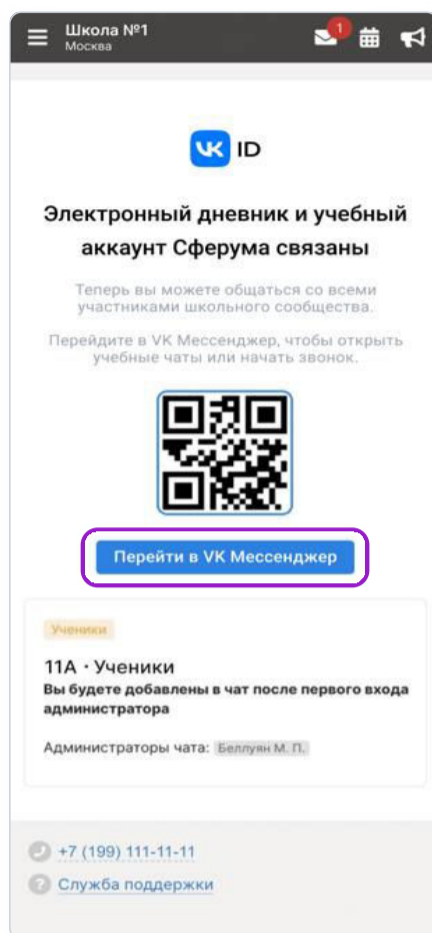 Школа №1
Москва
1
VK ID
Электронный дневник и учебный
аккаунт Сферума связаны
Теперь вы можете общаться со всеми
участниками школьного сообщества.
Перейдите в VK Мессенджер, чтобы открыть
учебные чаты или начать звонок.
Перейти в VK Мессенджер
Ученики
11А · Ученики
Вы будете добавлены в чат после первого входа
администратора
Администраторы чата: Беллуян М. П.
+7 (199) 111-11-11
? Служба поддержки